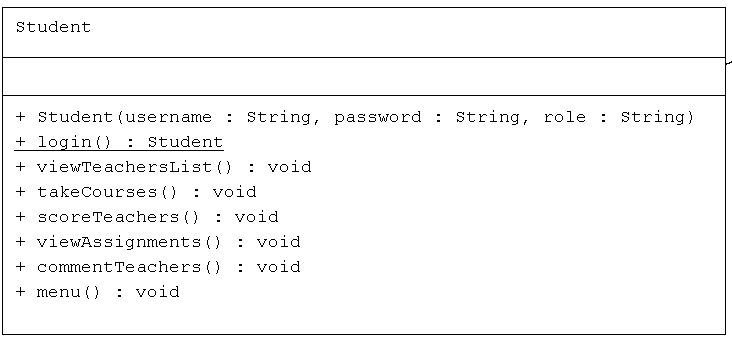 Student
+ Student(username : String, password : String, role : String)
+ login() : Student
+ viewTeachersList() : void
+ takeCourses() : void
+ scoreTeachers() : void
+ viewAssignments() : void
+ commentTeachers() : void
+ menu() : void